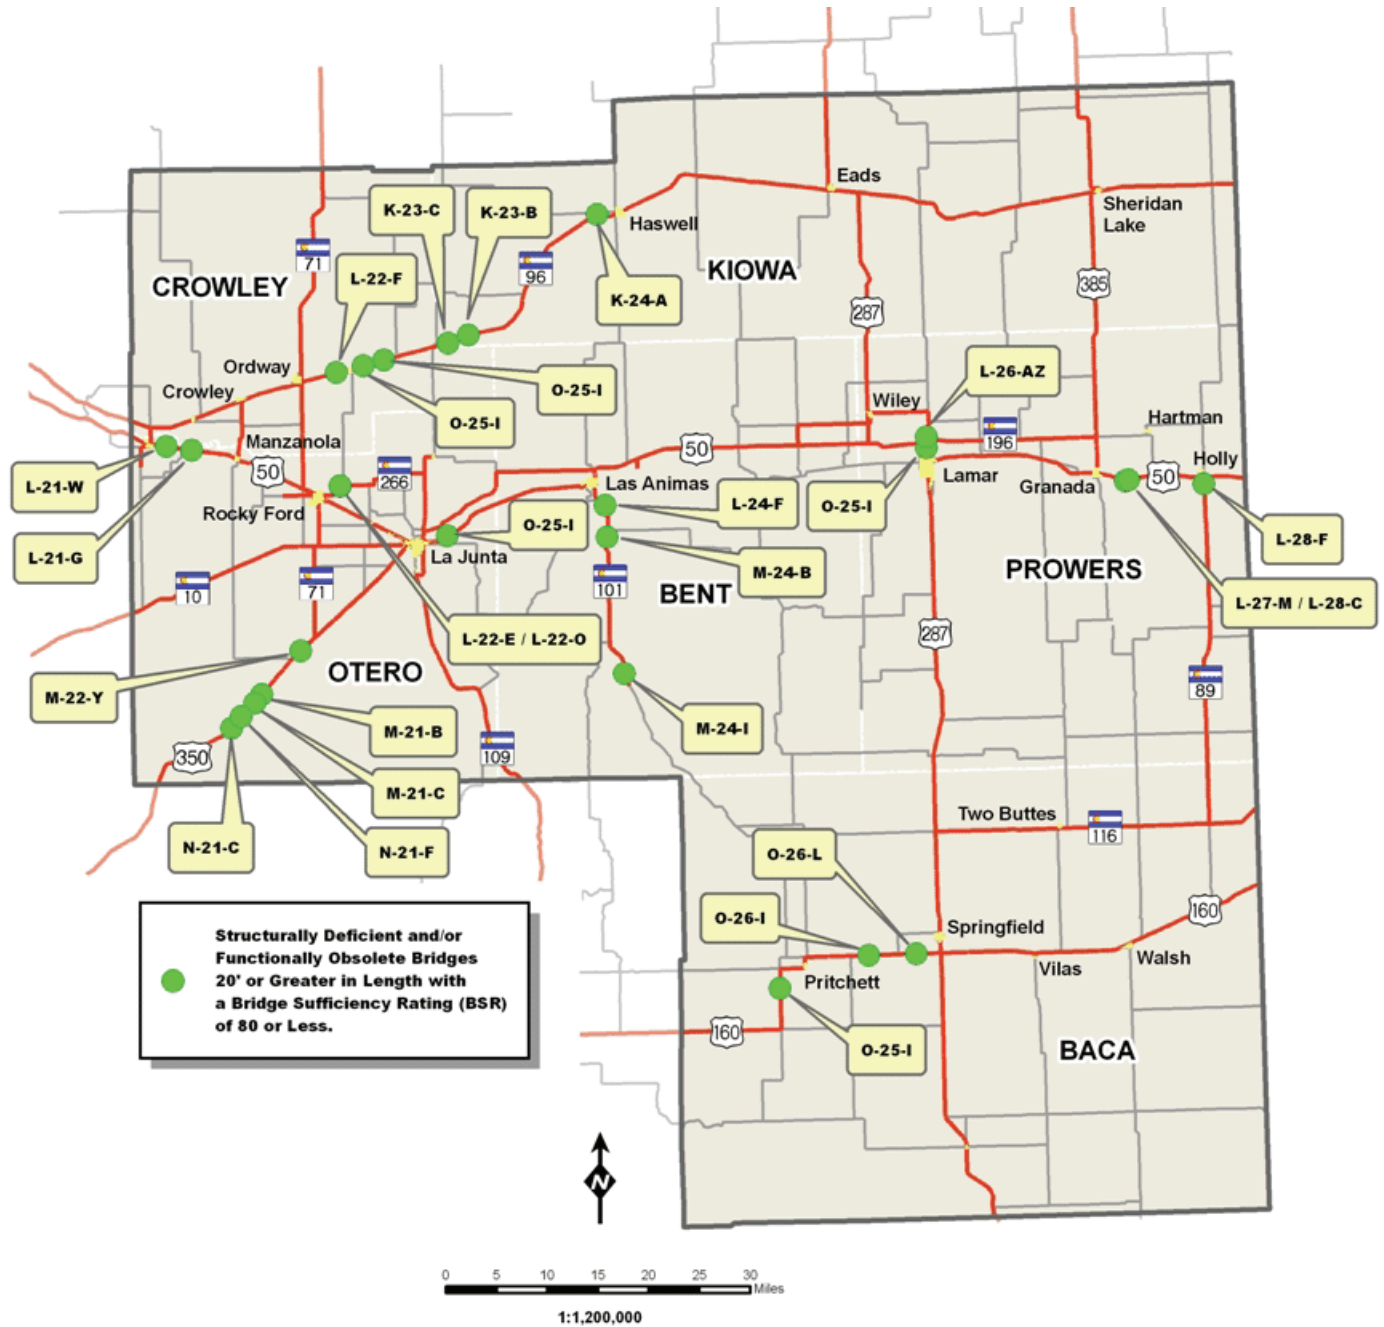 Eads
Sheridan
Lake
K-23-C
K-23-B
Haswell
71
96
KIOWA
CROWLEY
L-22-F
K-24-A
385
287
Ordway
L-26-AZ
Crowley
O-25-I
Wiley
O-25-I
196
Hartman
Manzanola
50
50
L-21-W
266
Las Animas
Lamar
Granada
50
Holly
Rocky Ford
L-24-F
O-25-I
O-25-I
L-28-F
L-21-G
La Junta
M-24-B
PROWERS
10
71
101
BENT
L-27-M / L-28-C
L-22-E / L-22-O
287
OTERO
M-22-Y
89
M-21-B
M-24-I
350
109
M-21-C
Two Buttes
116
N-21-C
N-21-F
O-26-L
O-26-I
160
Springfield
Structurally Deficient and/or
Functionally Obsolete Bridges
20' or Greater in Length with
a Bridge Sufficiency Rating (BSR)
of 80 or Less.
Walsh
Vilas
Pritchett
160
O-25-I
BACA
N
0 5 10 15 20 25 30
Miles
1:1,200,000